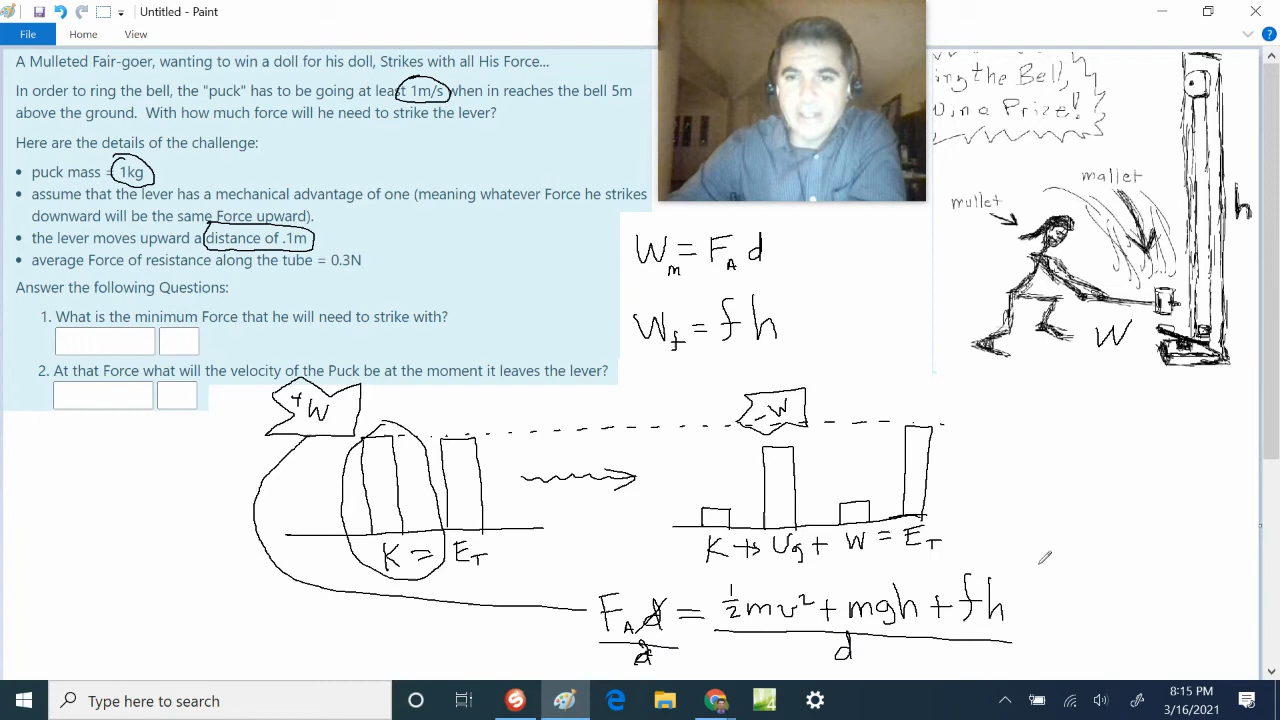 Untitled - Paint
File
Home
View
A Mulleted Fair-goer, wanting to win a doll for his doll, Strikes with all His Force...
In order to ring the bell, the "puck" has to be going at least 1m/s when in reaches the bell 5m
above the ground. With how much force will he need to strike the lever?
Here are the details of the challenge:
• puck mass = 1kg
• assume that the lever has a mechanical advantage of one (meaning whatever Force he strikes
downward will be the same Force upward).
• the lever moves upward a distance of .1m
• average Force of resistance along the tube = 0.3N
Answer the following Questions:
1. What is the minimum Force that he will need to strike with?
2. At that Force what will the velocity of the Puck be at the moment it leaves the lever?
ing the Bell,
in a Prize!
mallet
mullet
h
W
W_m = F_A d
W_f = f h
+W
-W
K = E_T
K + U_g + W = E_T
F_A d = ½ m v² + mgh + f h
d
d
Type here to search
8:15 PM
3/16/2021